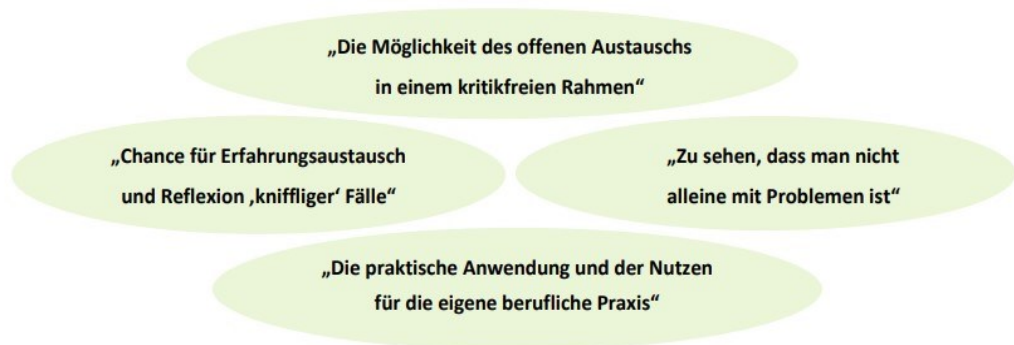 „Die Möglichkeit des offenen Austauschs
in einem kritikfreien Rahmen“
„Chance für Erfahrungsaustausch
und Reflexion ‚kniffliger‘ Fälle“
„Zu sehen, dass man nicht
alleine mit Problemen ist“
„Die praktische Anwendung und der Nutzen
für die eigene berufliche Praxis“